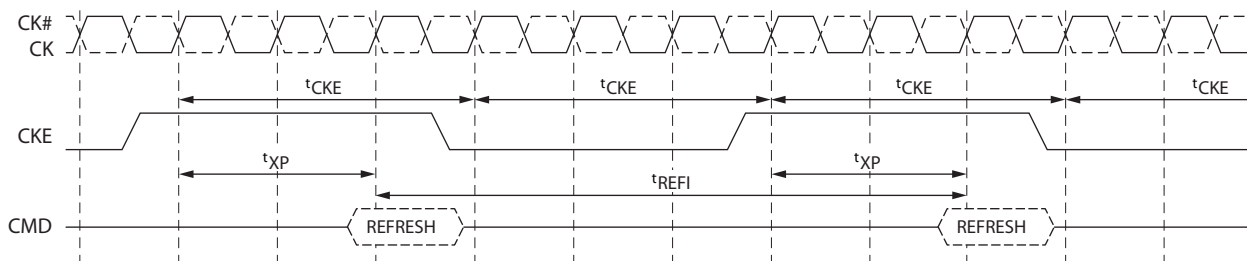 CK#
CK
tCKE tCKE tCKE tCKE
CKE
tXP tXP
tREFI
CMD REFRESH REFRESH